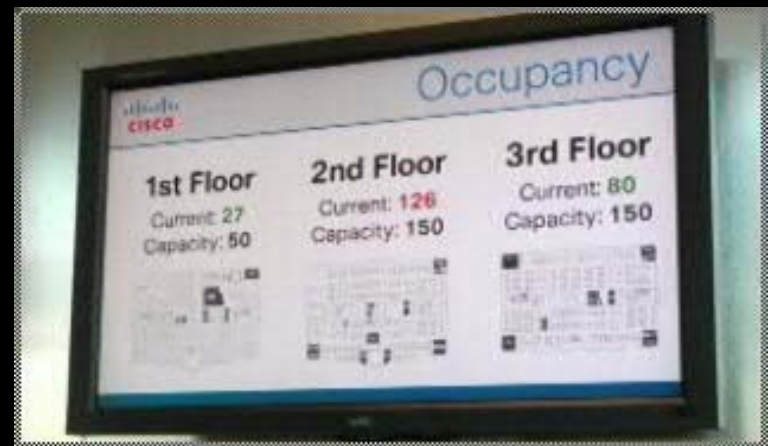 Occupancy
CISCO
1st Floor
Current: 27
Capacity: 50
2nd Floor
Current: 126
Capacity: 150
3rd Floor
Current: 80
Capacity: 150